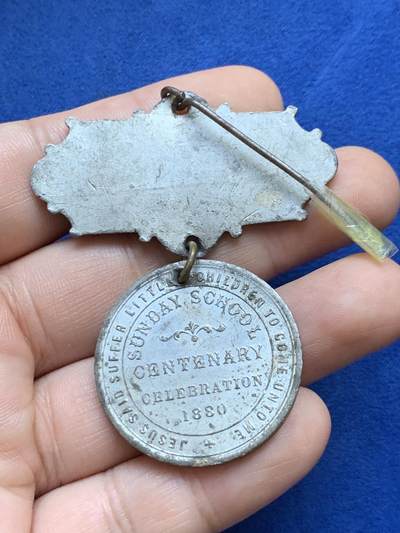 JESUS SAID SUFFER LITTLE CHILDREN TO COME UNTO ME
SUNDAY SCHOOL
CENTENARY
CELEBRATION
1880